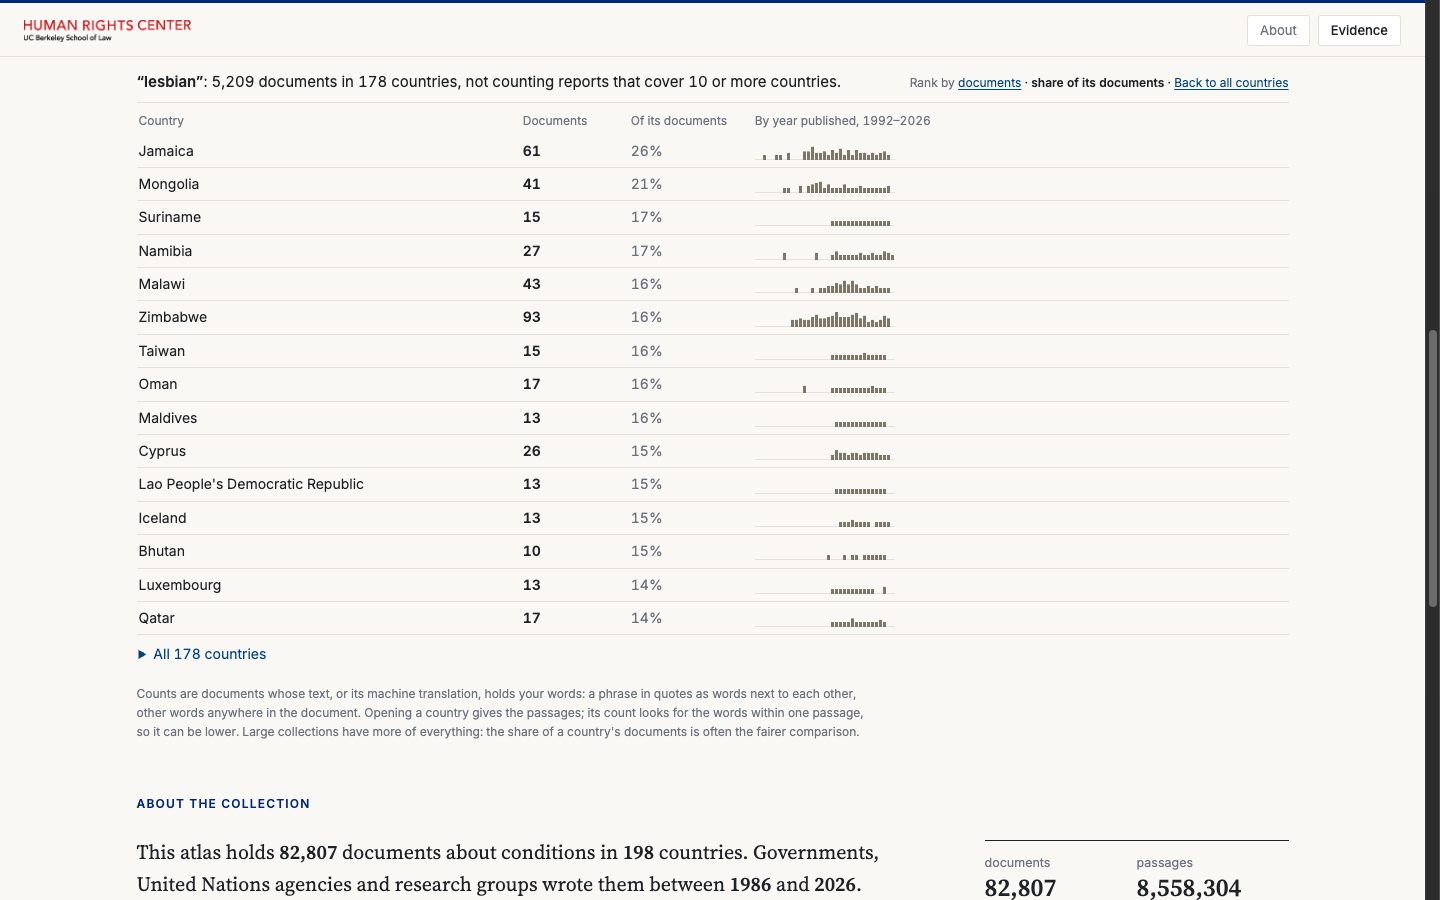 HUMAN RIGHTS CENTER
UC Berkeley School of Law
About
Evidence
“lesbian”: 5,209 documents in 178 countries, not counting reports that cover 10 or more countries.
Rank by documents · share of its documents · Back to all countries
Country Documents Of its documents By year published, 1992–2026
Jamaica 61 26%
Mongolia 41 21%
Suriname 15 17%
Namibia 27 17%
Malawi 43 16%
Zimbabwe 93 16%
Taiwan 15 16%
Oman 17 16%
Maldives 13 16%
Cyprus 26 15%
Lao People's Democratic Republic 13 15%
Iceland 13 15%
Bhutan 10 15%
Luxembourg 13 14%
Qatar 17 14%
All 178 countries
Counts are documents whose text, or its machine translation, holds your words: a phrase in quotes as words next to each other,
other words anywhere in the document. Opening a country gives the passages; its count looks for the words within one passage,
so it can be lower. Large collections have more of everything: the share of a country's documents is often the fairer comparison.
ABOUT THE COLLECTION
This atlas holds 82,807 documents about conditions in 198 countries. Governments,
United Nations agencies and research groups wrote them between 1986 and 2026.
documents passages
82,807 8,558,304